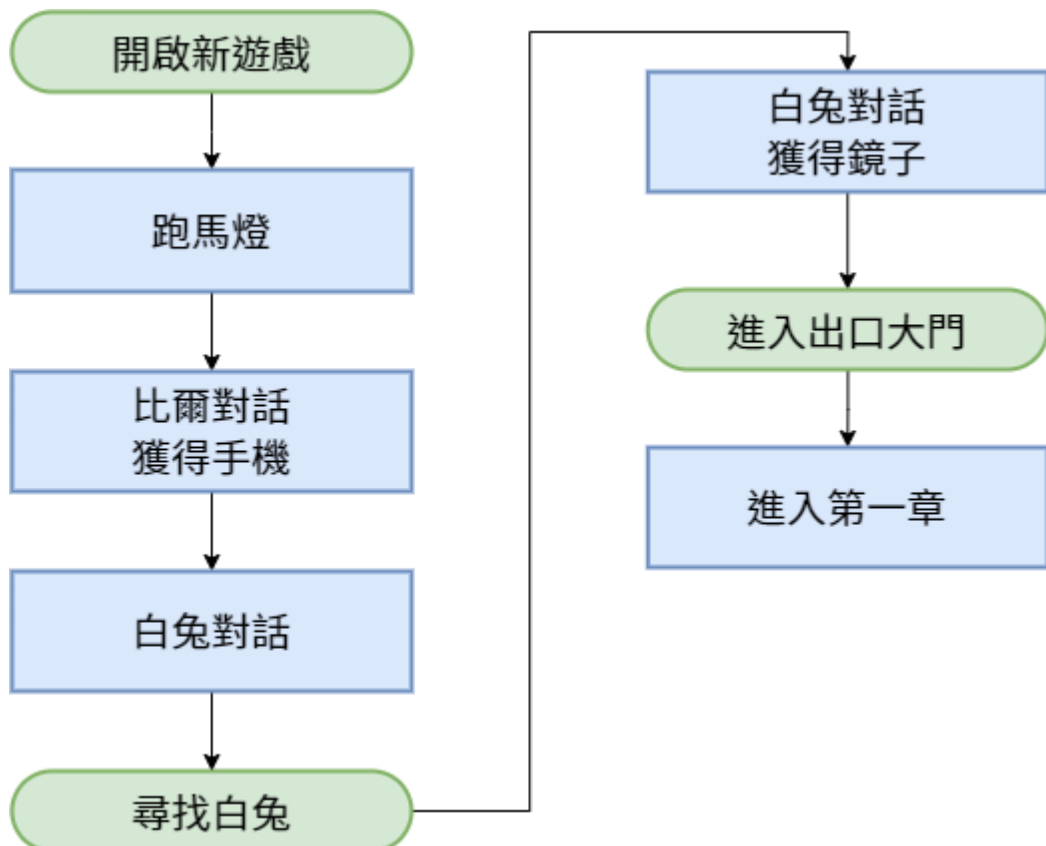 開啟新遊戲
跑馬燈
比爾對話
獲得手機
白兔對話
尋找白兔
白兔對話
獲得鏡子
進入出口大門
進入第一章